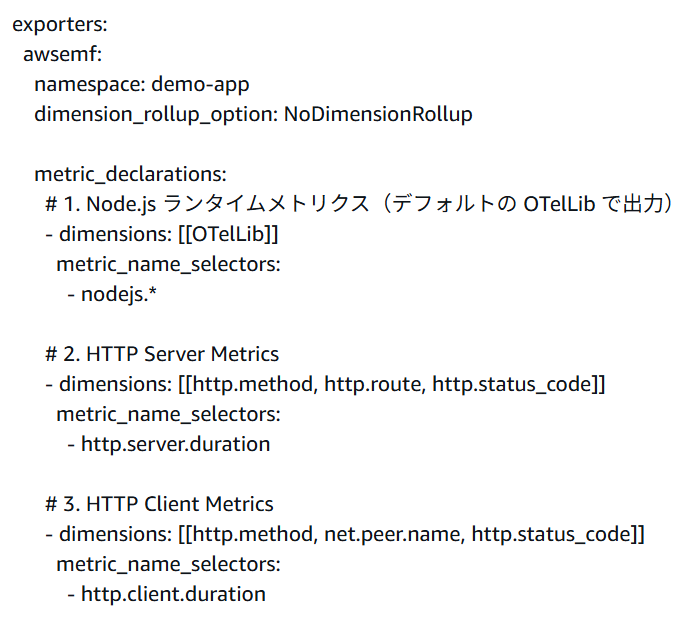 exporters:
awsemf:
namespace: demo-app
dimension_rollup_option: NoDimensionRollup
metric_declarations:
# 1. Node.js ランタイムメトリクス（デフォルトの OTelLib で出力）
- dimensions: [[OTelLib]]
metric_name_selectors:
- nodejs.*
# 2. HTTP Server Metrics
- dimensions: [[http.method, http.route, http.status_code]]
metric_name_selectors:
- http.server.duration
# 3. HTTP Client Metrics
- dimensions: [[http.method, net.peer.name, http.status_code]]
metric_name_selectors:
- http.client.duration